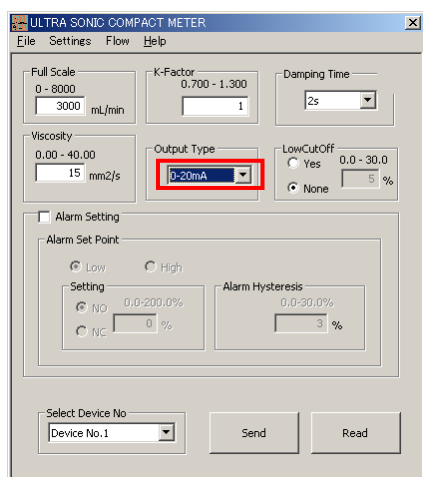 ULTRA SONIC COMPACT METER
File Settings Flow Help
Full Scale
0 - 8000
3000 mL/min
K-Factor
0.700 - 1.300
1
Damping Time
2s
Viscosity
0.00 - 40.00
15 mm2/s
Output Type
0-20mA
LowCutOff
Yes 0.0 - 30.0
None 5 %
Alarm Setting
Alarm Set Point
Low High
Setting
NO 0.0-200.0%
NC 0 %
Alarm Hysteresis
0.0-30.0%
3 %
Select Device No
Device No.1
Send
Read